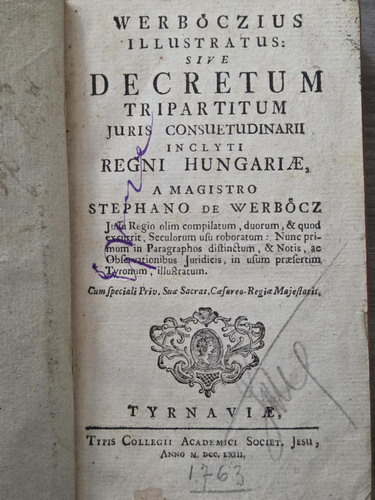 WERBÖCZIUS
ILLUSTRATUS:
SIVE
DECRETUM
TRIPARTITUM
JURIS CONSUETUDINARII
INCLYTI
REGNI HUNGARIÆ,
A MAGISTRO
STEPHANO DE WERBÖCZ
Jussu Regio olim compilatum, duorum, & quod
excurrit, Seculorum usu roboratum: Nunc pri-
mum in Paragraphos distinctum, & Notis, ac
Observationibus Juridicis, in usum præsertim
Tyronum, illustratum.
Cum speciali Priv. Suæ Sacrat. Cæsareo-Regiæ Majestatis.
TYRNAVIÆ,
TYPIS COLLEGII ACADEMICI SOCIET. JESU,
ANNO M. DCC. LXIII.
1763